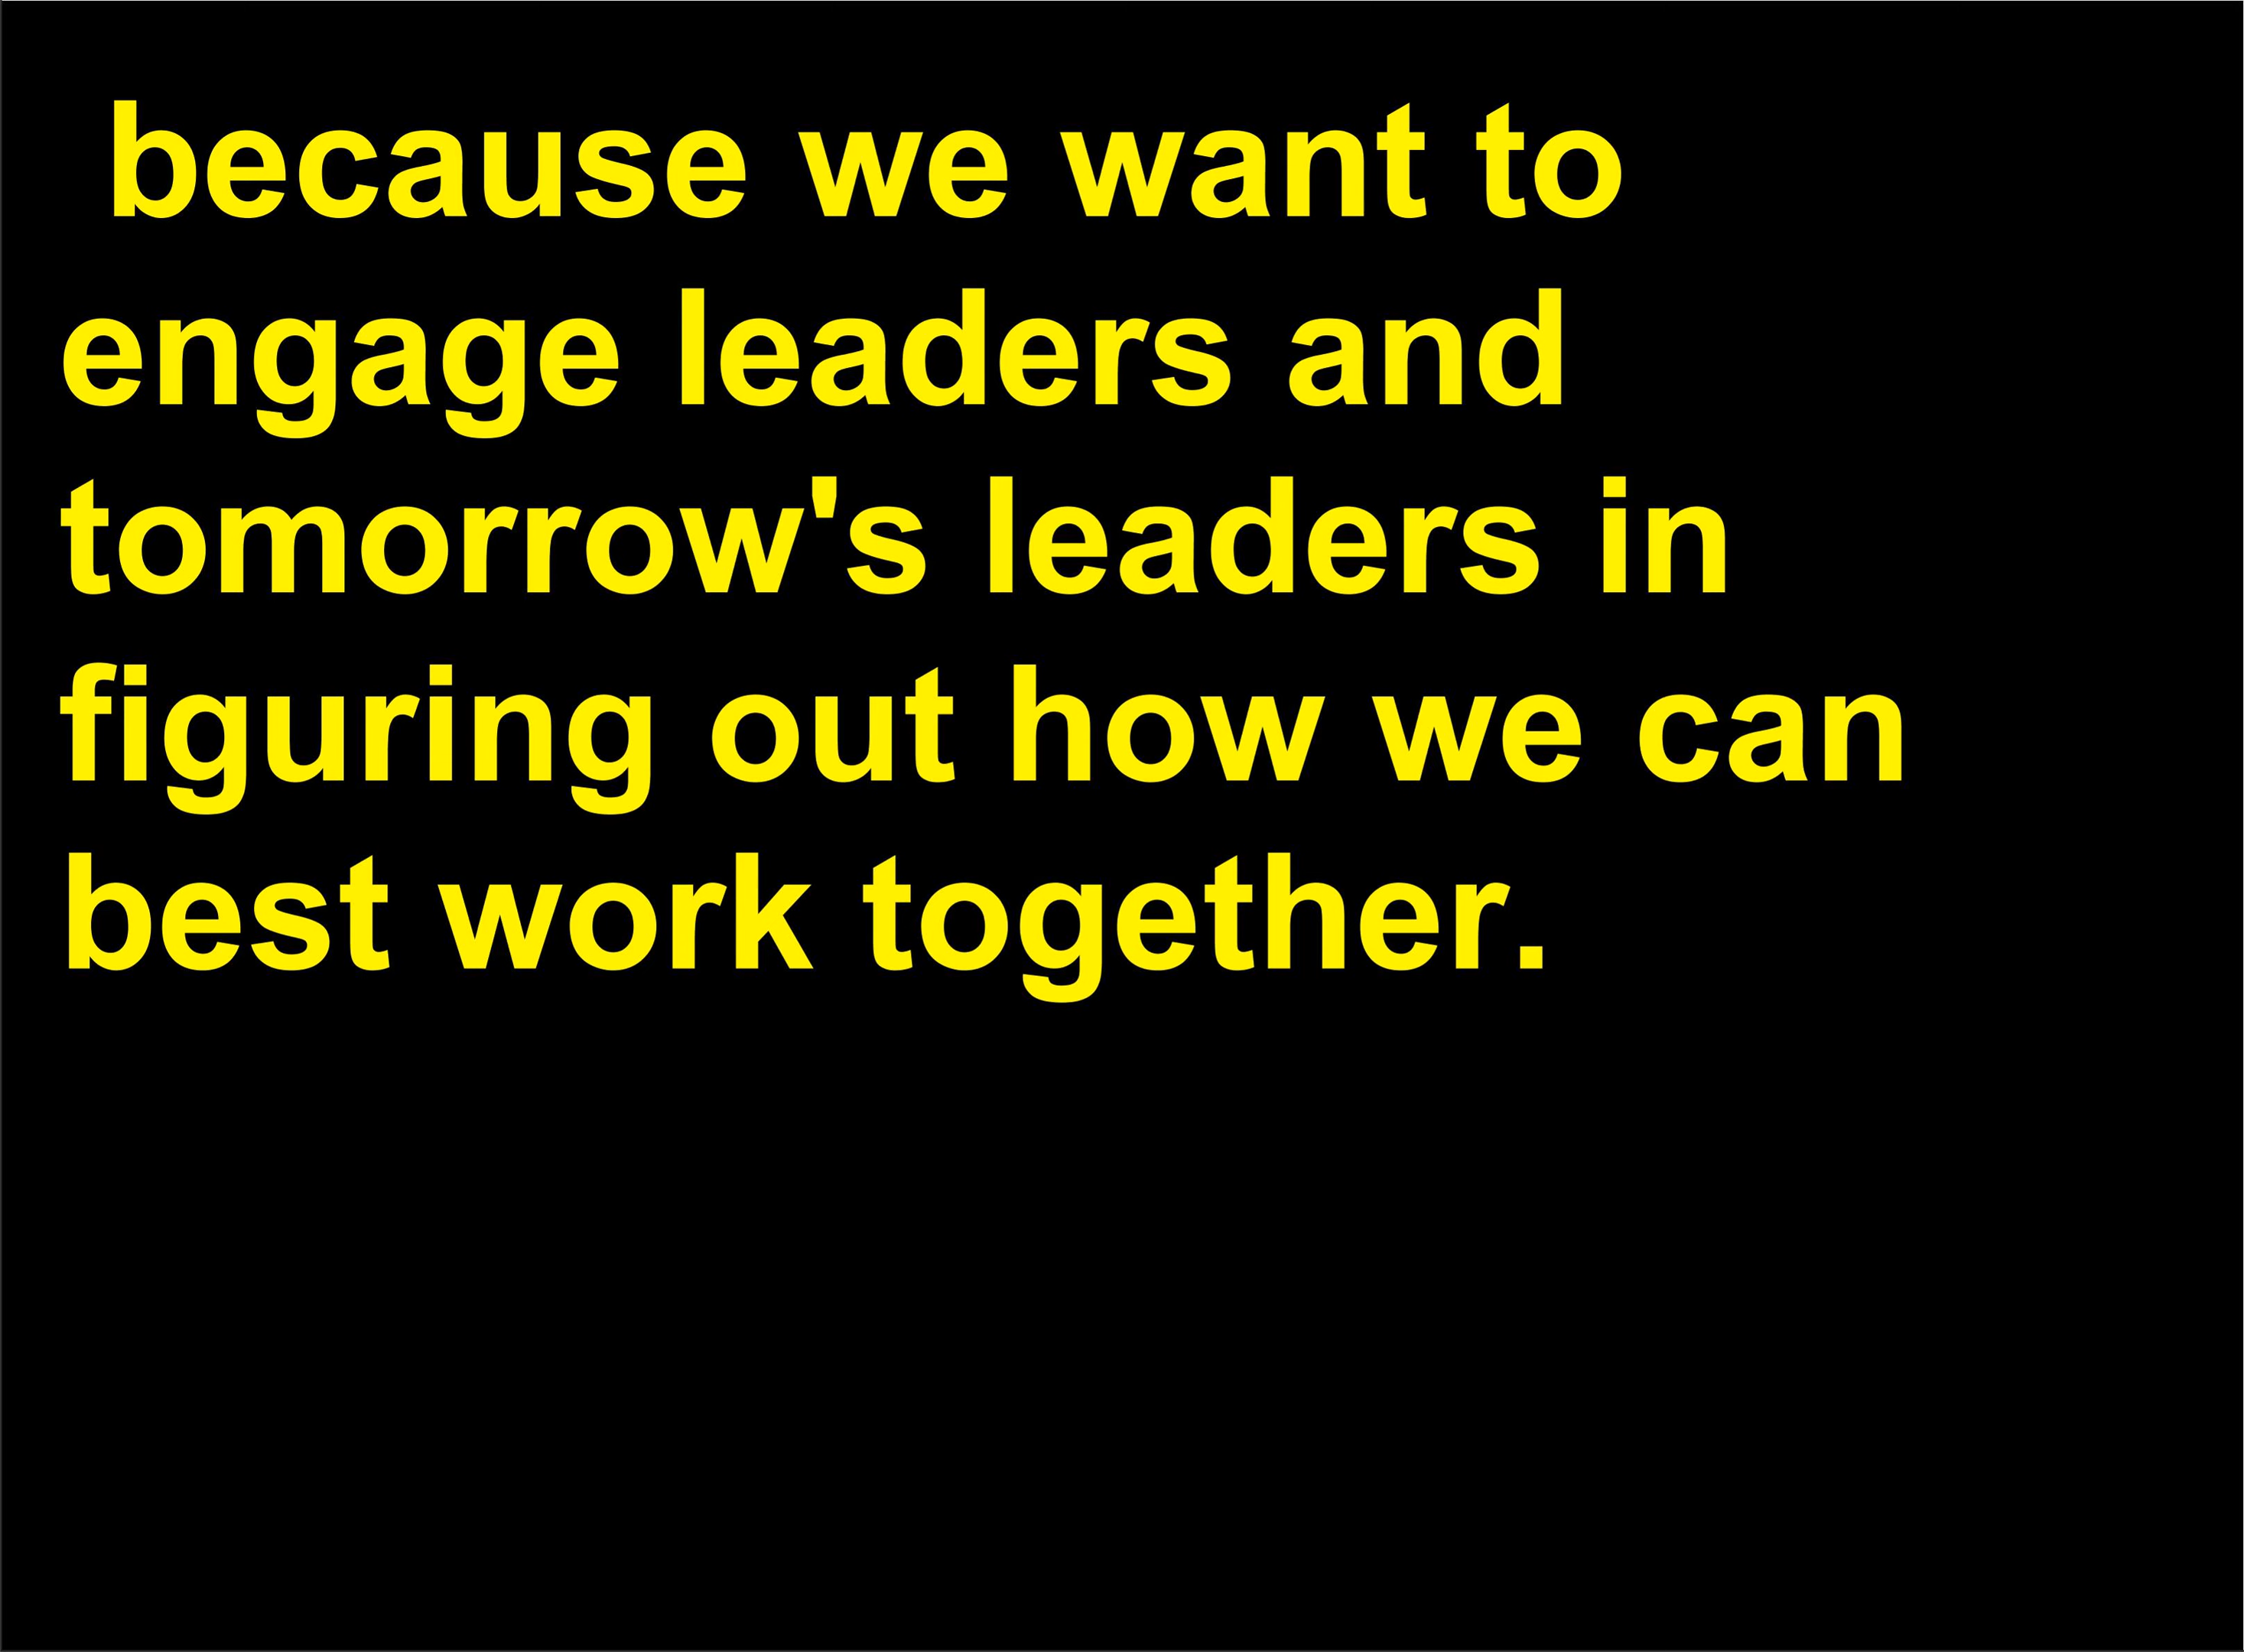 because we want to
engage leaders and
tomorrow's leaders in
figuring out how we can
best work together.